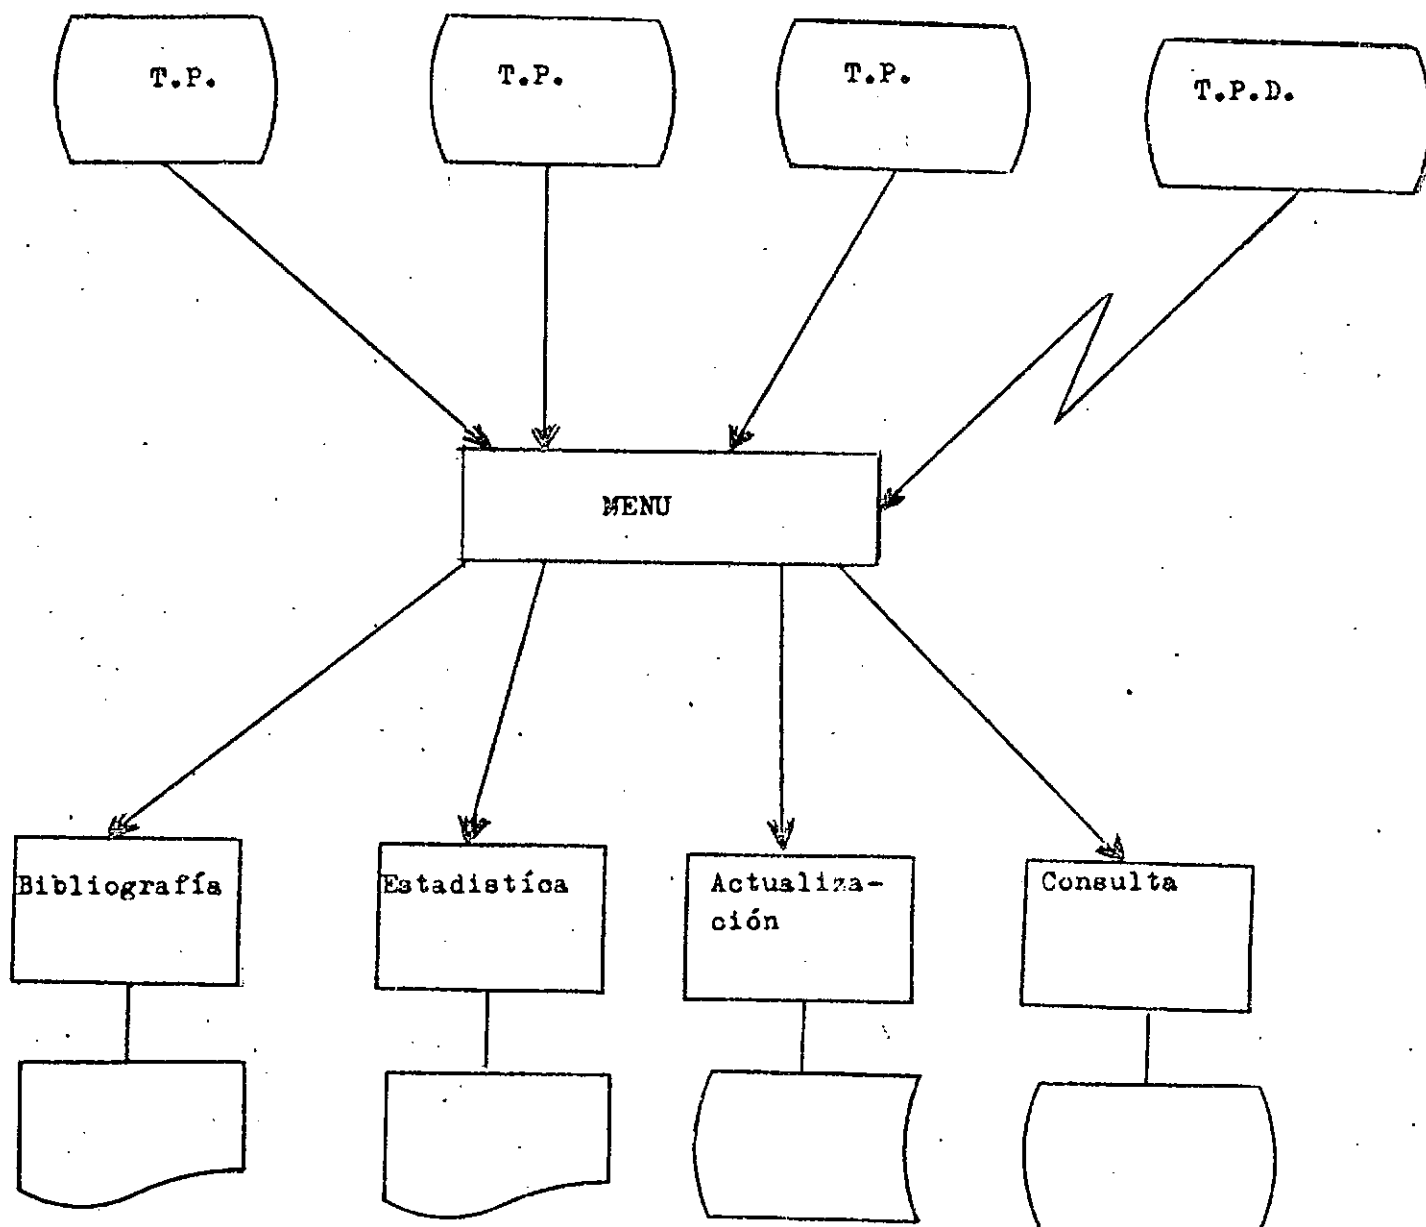 T.P.
T.P.
T.P.
T.P.D.
MENU
Bibliografía
Estadistíca
Actualiza-
ción
Consulta